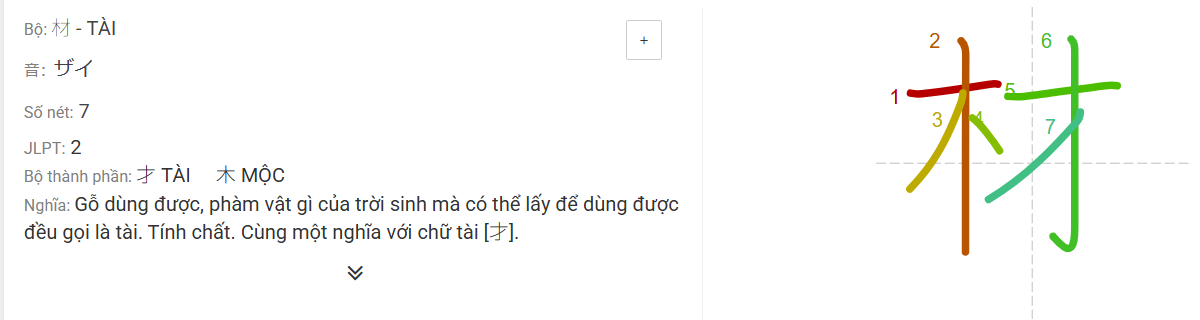 Bộ: 材 - TÀI
+
音: ザイ
Số nét: 7
JLPT: 2
Bộ thành phần: 才 TÀI 木 MỘC
Nghĩa: Gỗ dùng được, phàm vật gì của trời sinh mà có thể lấy để dùng được
đều gọi là tài. Tính chất. Cùng một nghĩa với chữ tài [才].
材
1
2
3
4
5
6
7